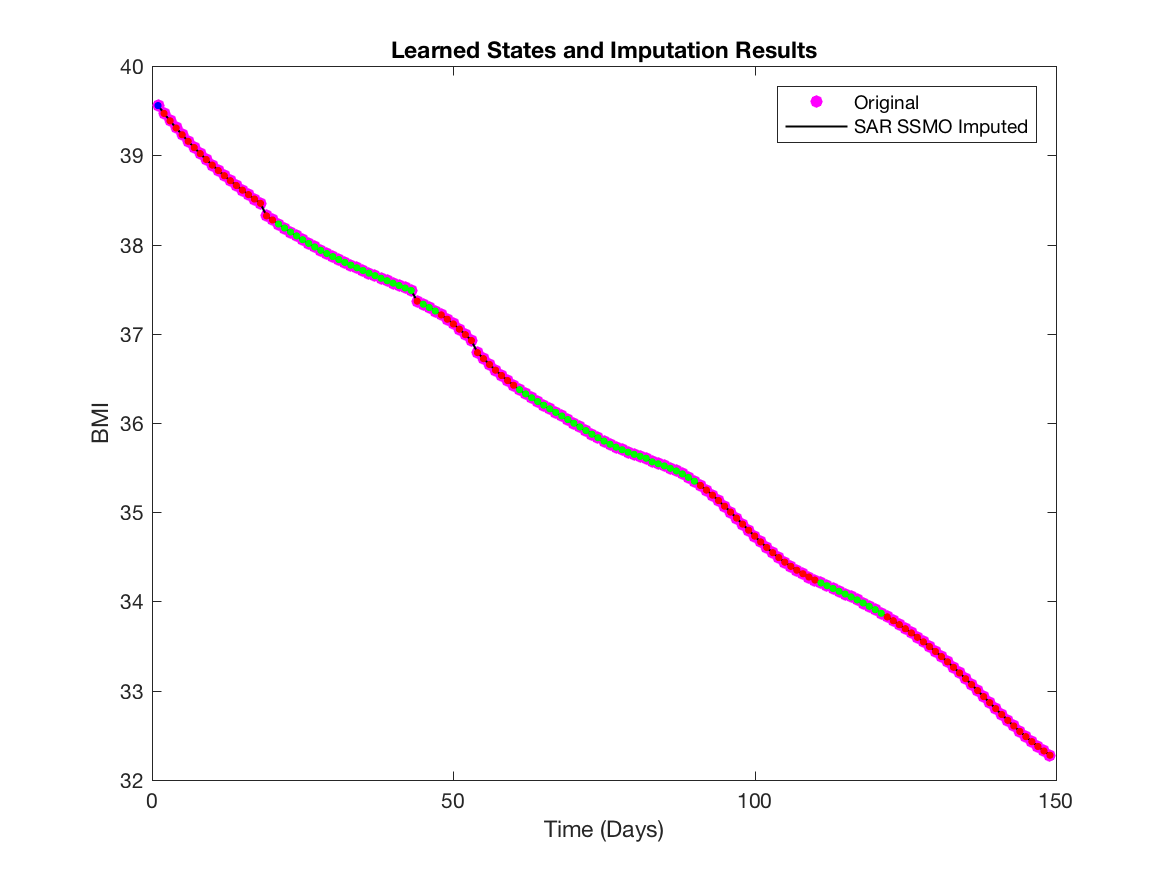 Learned States and Imputation Results
Original
SAR SSMO Imputed
40
39
38
37
36
35
34
33
32
BMI
0 50 100 150
Time (Days)